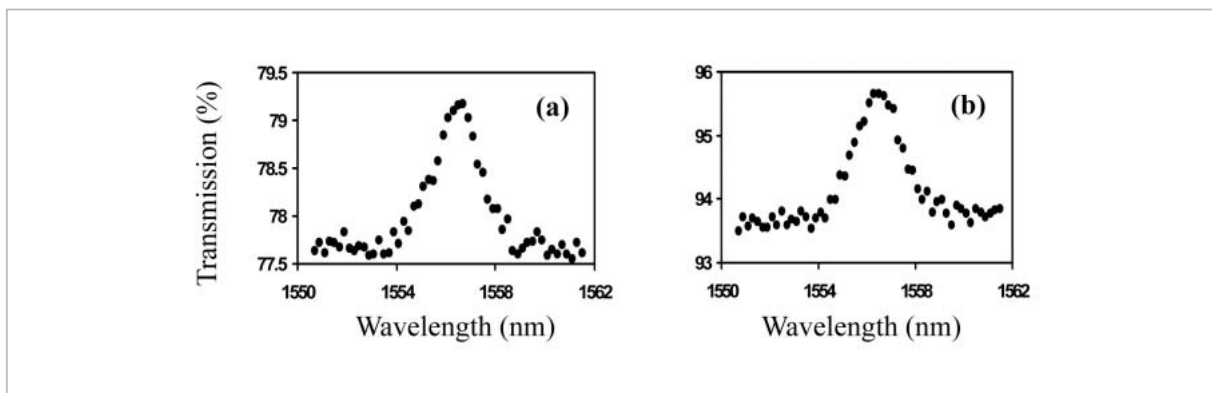 (a)
79.5
79
78.5
78
77.5
1550 1554 1558 1562
Transmission (%)
Wavelength (nm)
(b)
96
95
94
93
1550 1554 1558 1562
Wavelength (nm)